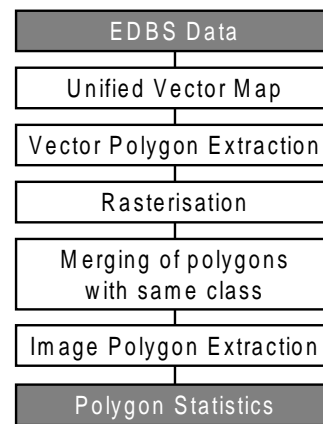 EDBS Data
Unified Vector Map
Vector Polygon Extraction
Rasterisation
Merging of polygons
with same class
Image Polygon Extraction
Polygon Statistics